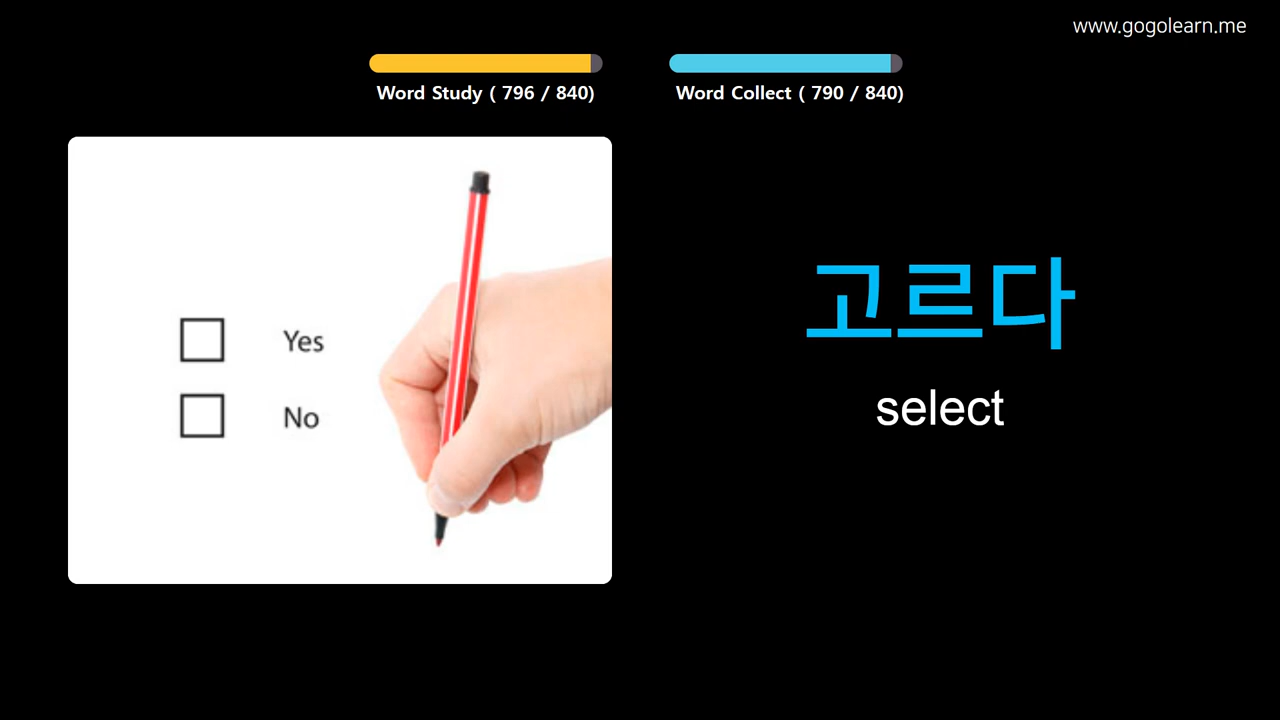 www.gogolearn.me
Word Study ( 796 / 840)
Word Collect ( 790 / 840)
Yes
No
고르다
select